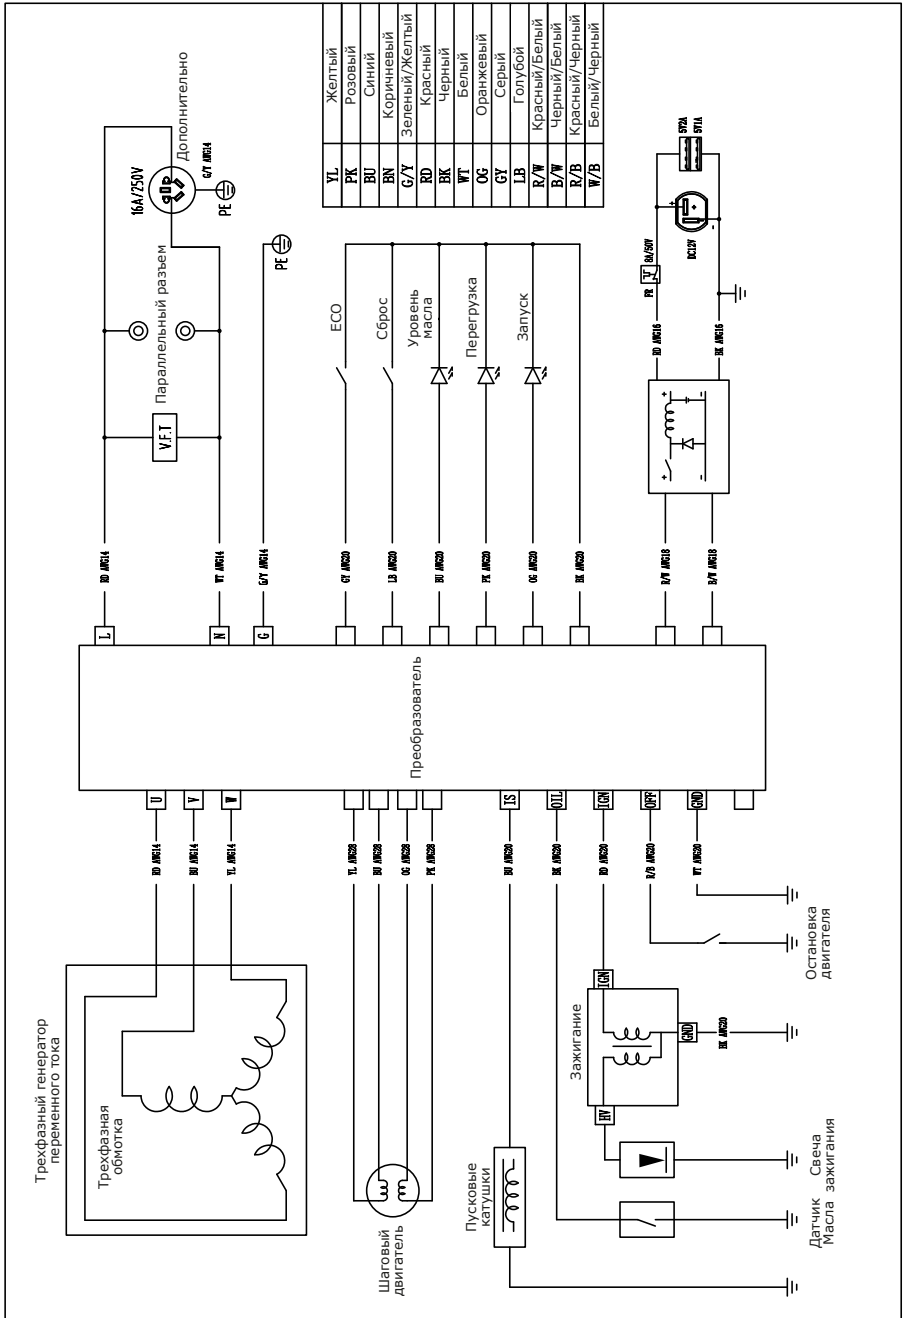 Трехфазный генератор
переменного тока
Трехфазная
обмотка
RD AWG14
BU AWG14
YL AWG14
U
V
W
Шаговый
двигатель
YL AWG28
BU AWG28
OG AWG28
PK AWG28
Пусковые
катушки
BU AWG20
BK AWG20
RD AWG20
R/B AWG20
WT AWG20
IS
OIL
IGN
OFF
GND
Зажигание
HV
IGN
GND
BK AWG20
Датчик
Масла
Свеча
зажигания
Остановка
двигателя
Преобразователь
L
N
G
RD AWG14
WT AWG14
G/Y AWG14
V.F.T
Параллельный разъем
16A/250V
Дополнительно
G/Y AWG14
PE
PE
GY AWG20
LB AWG20
BU AWG20
PK AWG20
OG AWG20
BK AWG20
ECO
Сброс
Уровень
масла
Перегрузка
Запуск
R/W AWG18
B/W AWG18
+
−
+
−
RD AWG16
BK AWG16
PR
8A/50V
DC12V
+
-
5V2A
5V1A
YL Желтый
PK Розовый
BU Синий
BN Коричневый
G/Y Зеленый/Желтый
RD Красный
BK Черный
WT Белый
OG Оранжевый
GY Серый
LB Голубой
R/W Красный/Белый
B/W Черный/Белый
R/B Красный/Черный
W/B Белый/Черный